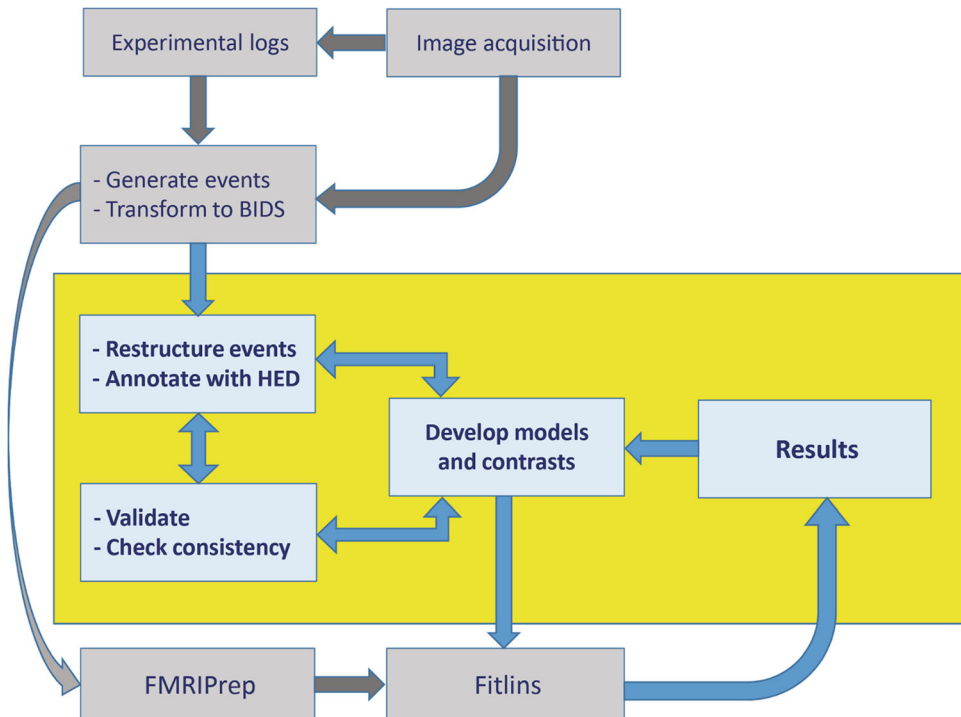 Experimental logs
Image acquisition
- Generate events
- Transform to BIDS
- Restructure events
- Annotate with HED
Develop models
and contrasts
Results
- Validate
- Check consistency
FMRIPrep
Fitlins